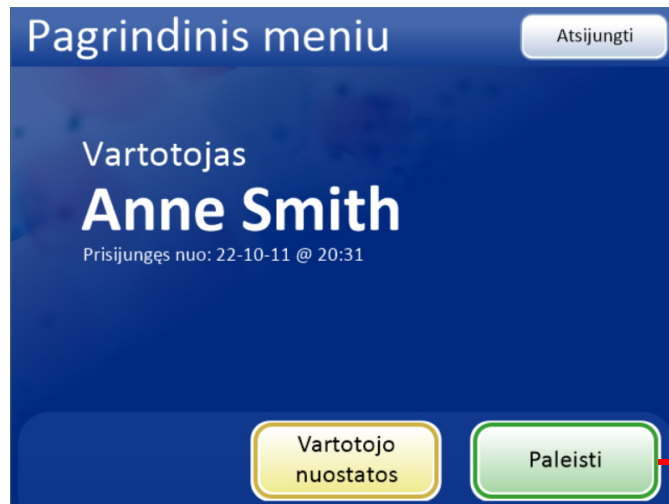 Pagrindinis meniu
Atsijungti
Vartotojas
Anne Smith
Prisijungęs nuo: 22-10-11 @ 20:31
Vartotojo
nuostatos
Paleisti